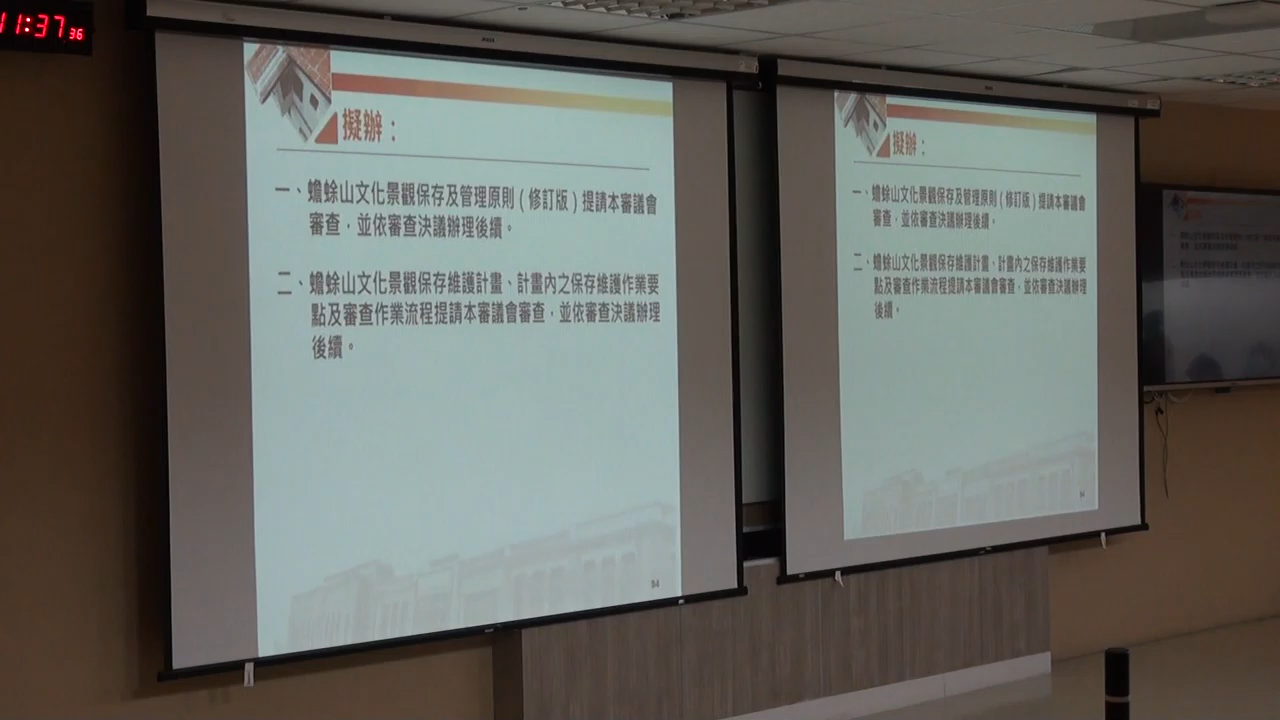 11:37 36
擬辦：
一、蟾蜍山文化景觀保存及管理原則（修訂版）提請本審議會
審查，並依審查決議辦理後續。
二、蟾蜍山文化景觀保存維護計畫、計畫內之保存維護作業要
點及審查作業流程提請本審議會審查，並依審查決議辦理
後續。
94
擬辦：
一、蟾蜍山文化景觀保存及管理原則（修訂版）提請本審議會
審查，並依審查決議辦理後續。
二、蟾蜍山文化景觀保存維護計畫、計畫內之保存維護作業要
點及審查作業流程提請本審議會審查，並依審查決議辦理
後續。
94